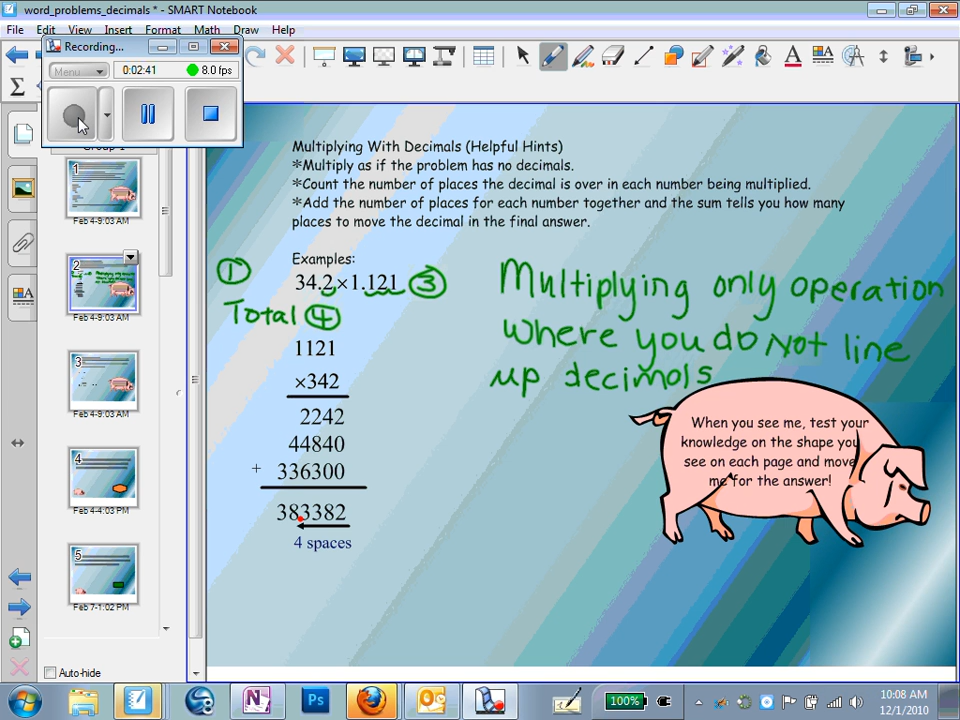 word_problems_decimals * - SMART Notebook
File Edit View Insert Format Math Draw Help
Recording...
Menu
0:02:41
8.0 fps
1
Feb 4-9:03 AM
2
Feb 4-9:03 AM
3
Feb 4-9:03 AM
4
Feb 4-4:03 PM
5
Feb 7-1:02 PM
Auto-hide
Multiplying With Decimals (Helpful Hints)
*Multiply as if the problem has no decimals.
*Count the number of places the decimal is over in each number being multiplied.
*Add the number of places for each number together and the sum tells you how many
places to move the decimal in the final answer.
Examples:
① 34.2×1.121 ③
Total ④
1121
×342
2242
44840
+ 336300
38.3382
4 spaces
Multiplying only operation
where you do NOT line
up decimals
When you see me, test your
knowledge on the shape you
see on each page and move
me for the answer!
100%
10:08 AM
12/1/2010